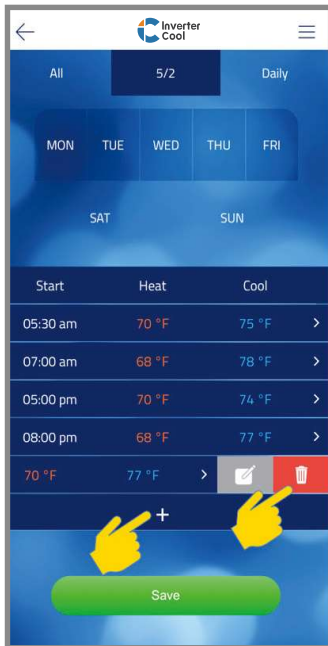 Inverter
Cool
All 5/2 Daily
MON TUE WED THU FRI
SAT SUN
Start Heat Cool
05:30 am 70 °F 75 °F >
07:00 am 68 °F 78 °F >
05:00 pm 70 °F 74 °F >
08:00 pm 68 °F 77 °F >
70 °F 77 °F >
+
Save